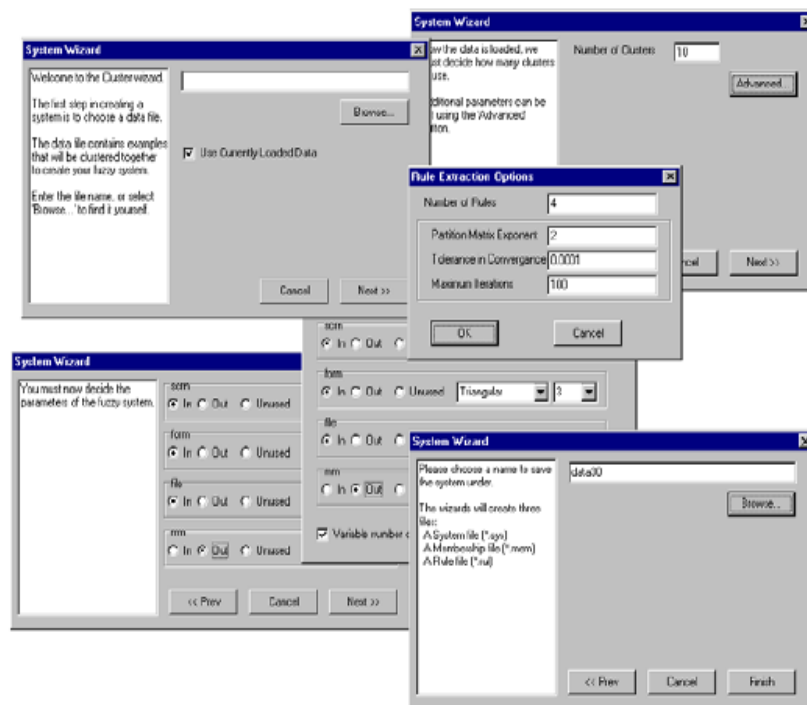 System Wizard
Welcome to the Cluster wizard.
The first step in creating a
system is to choose a data file.
The data file contains examples
that will be clustered together
to create your fuzzy system.
Enter the file name, or select
'Browse...' to find it yourself.
Browse...
Use Currently Loaded Data
Cancel
Next >>
System Wizard
the data is loaded, we
decide how many clusters
use.
parameters can be
using the 'Advanced
Number of Clusters
10
Advanced...
Next >>
Rule Extraction Options
Number of Rules
4
Partition Matrix Exponent
2
Tolerance in Convergance
0.0001
Maximum Iterations
100
OK
Cancel
System Wizard
You must now decide the
parameters of the fuzzy system.
scrn
In Out Unused
form
In Out Unused
file
In Out Unused
mm
In Out Unused
<< Prev
Cancel
Next >>
scrn
In Out
form
In Out Unused Triangular 3
file
In Out
mm
In Out
Variable number
System Wizard
Please choose a name to save
the system under.
The wizards will create three
files:
A System file (*.sys)
A Membership file (*.mem)
A Rule file (*.rul)
data00
Browse...
<< Prev
Cancel
Finish